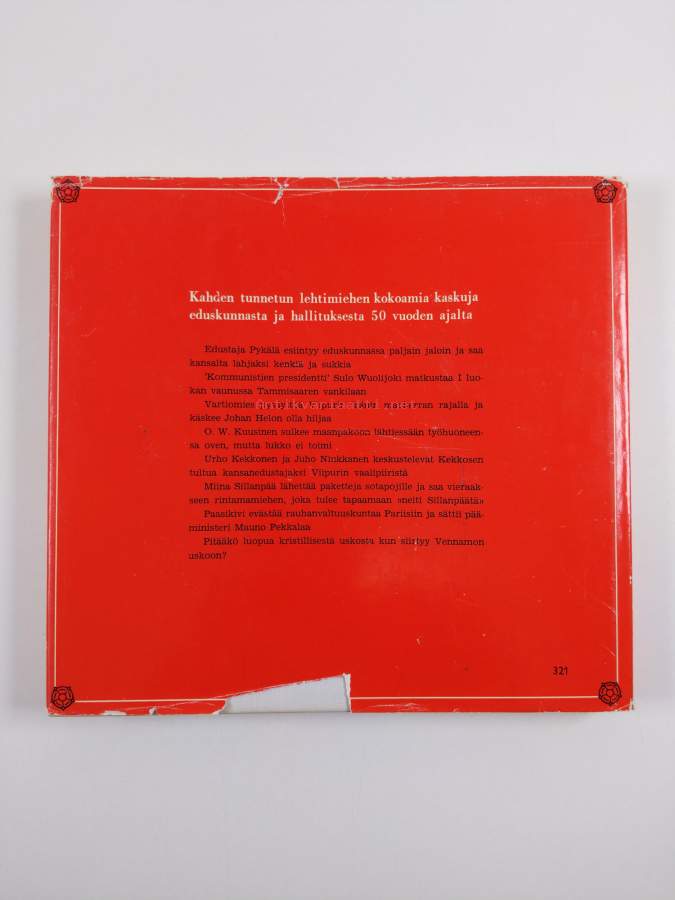 Kahden tunnetun lehtimiehen kokoamia kaskuja
eduskunnasta ja hallituksesta 50 vuoden ajalta
Edustaja Pykälä esiintyy eduskunnassa paljain jaloin ja saa
kansalta lahjaksi kenkiä ja sukkia
'Kommunistien presidentti' Sulo Wuolijoki matkustaa I luo-
kan vaunussa Tammisaaren vankilaan
Vartiomies rajalla ja
käskee Johan Helon olla hiljaa
O. W. Kuusinen sulkee maanpakoon lähtiessään työhuoneen-
sa oven, mutta lukko ei toimi
Urho Kekkonen ja Juho Ninkkanen keskustelevat Kekkosen
tultua kansanedustajaksi Viipurin vaalipiiristä
Miina Sillanpää lähettää paketteja sotapojille ja saa vieraak-
seen rintamamiehen, joka tulee tapaamaan »neiti Sillanpäätä»
Paasikivi evästää rauhanvaltuuskuntaa Pariisiin ja sättii pää-
ministeri Mauno Pekkalaa
Pitääkö luopua kristillisestä uskosta kun siirtyy Vennamon
uskoon?
321